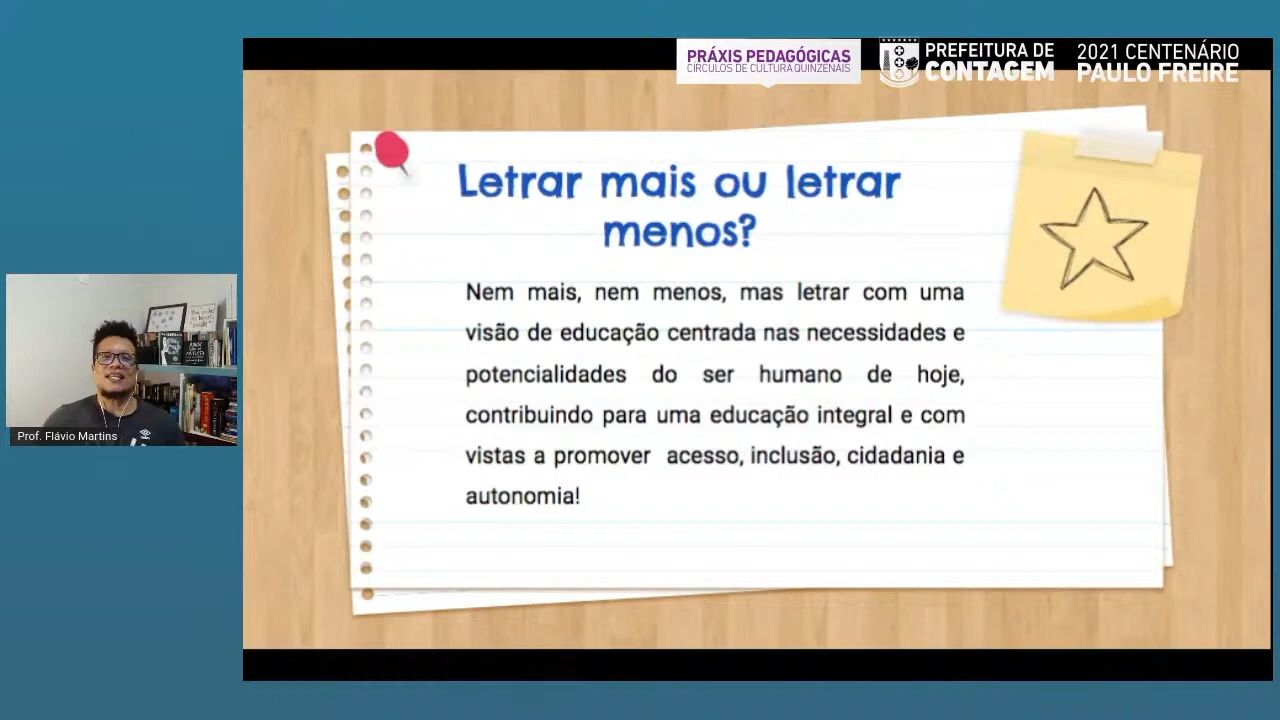 PRÁXIS PEDAGÓGICAS
CÍRCULOS DE CULTURA QUINZENAIS
PREFEITURA DE
CONTAGEM
2021 CENTENÁRIO
PAULO FREIRE
Letrar mais ou letrar
menos?
Nem mais, nem menos, mas letrar com uma
visão de educação centrada nas necessidades e
potencialidades do ser humano de hoje,
contribuindo para uma educação integral e com
vistas a promover acesso, inclusão, cidadania e
autonomia!
Prof. Flávio Martins